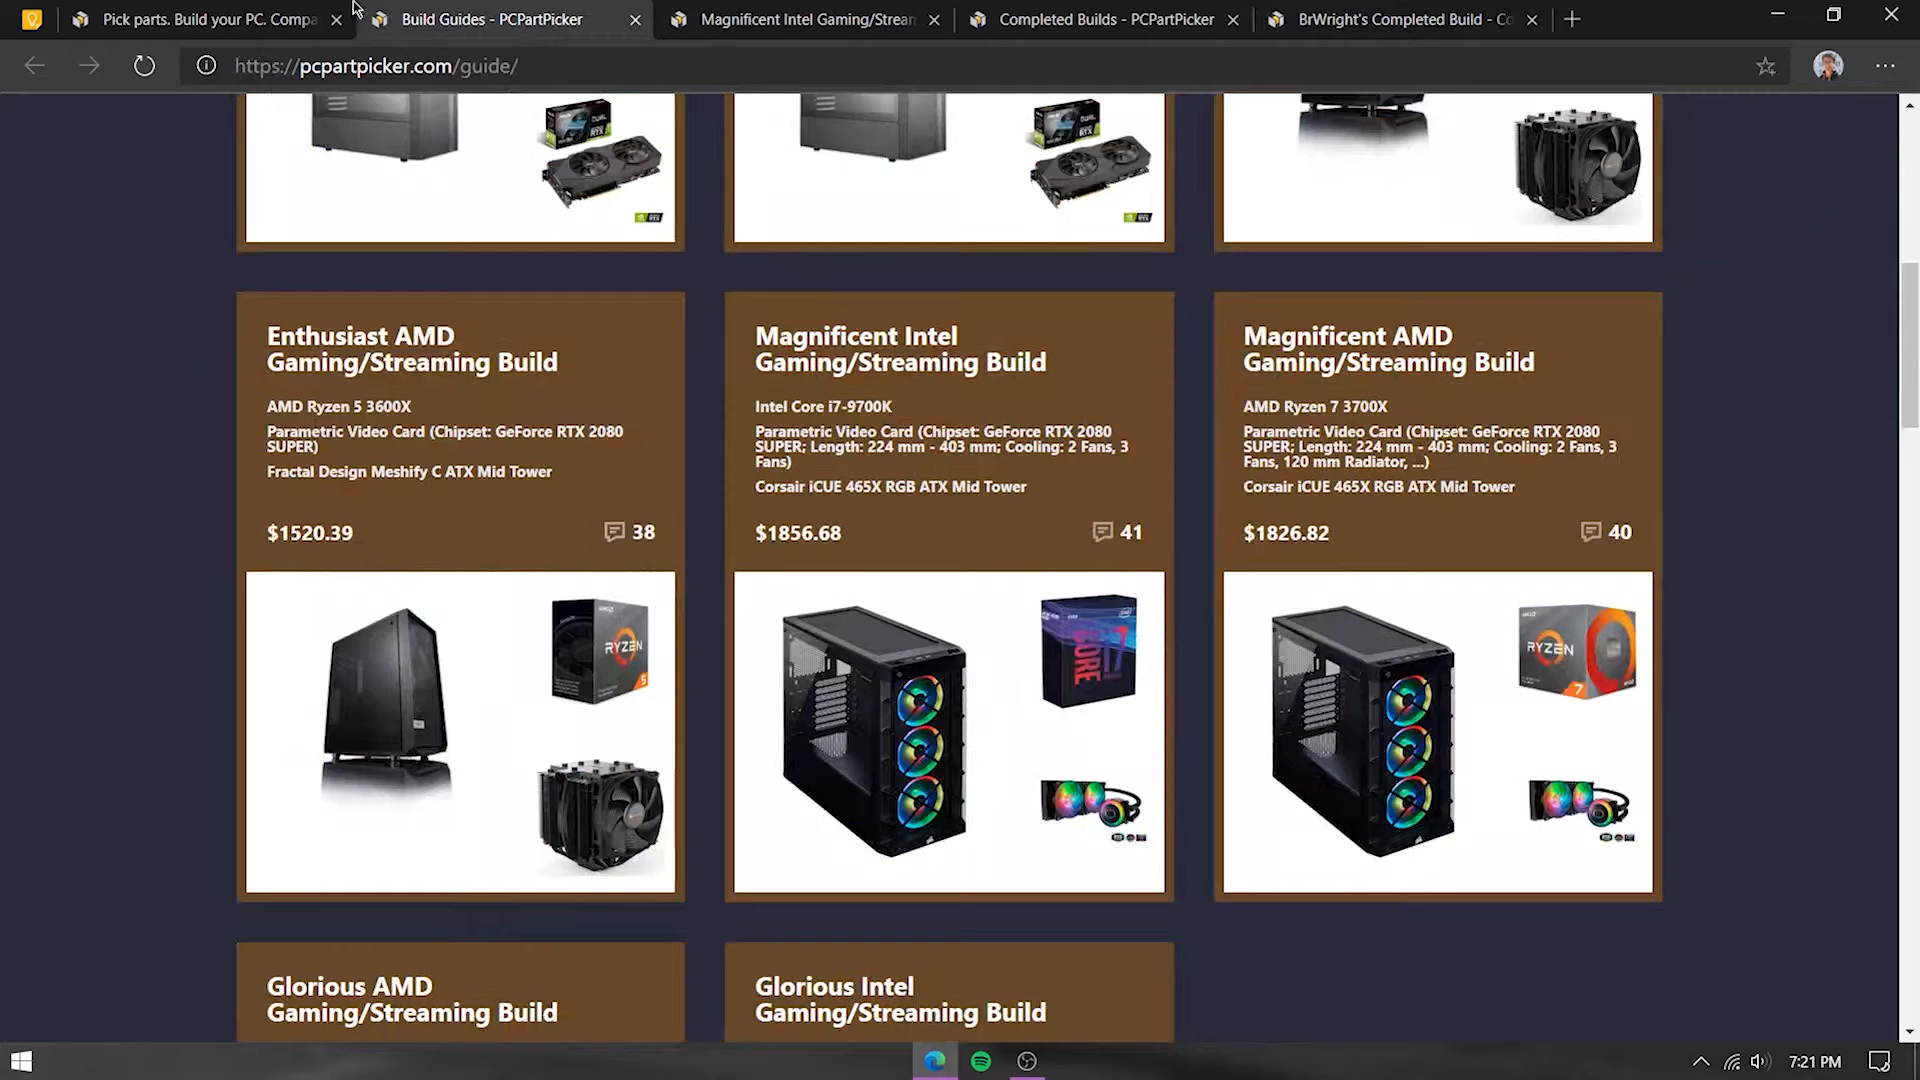 Pick parts. Build your PC. Compa
Build Guides - PCPartPicker
Magnificent Intel Gaming/Strean
Completed Builds - PCPartPicker
BrWright's Completed Build - Co
https://pcpartpicker.com/guide/
Enthusiast AMD
Gaming/Streaming Build
AMD Ryzen 5 3600X
Parametric Video Card (Chipset: GeForce RTX 2080
SUPER)
Fractal Design Meshify C ATX Mid Tower
$1520.39
38
Magnificent Intel
Gaming/Streaming Build
Intel Core i7-9700K
Parametric Video Card (Chipset: GeForce RTX 2080
SUPER; Length: 224 mm - 403 mm; Cooling: 2 Fans, 3
Fans)
Corsair iCUE 465X RGB ATX Mid Tower
$1856.68
41
Magnificent AMD
Gaming/Streaming Build
AMD Ryzen 7 3700X
Parametric Video Card (Chipset: GeForce RTX 2080
SUPER; Length: 224 mm - 403 mm; Cooling: 2 Fans, 3
Fans, 120 mm Radiator, ...)
Corsair iCUE 465X RGB ATX Mid Tower
$1826.82
40
RYZEN
5
CORE i7
RYZEN
7
Glorious AMD
Gaming/Streaming Build
Glorious Intel
Gaming/Streaming Build
7:21 PM